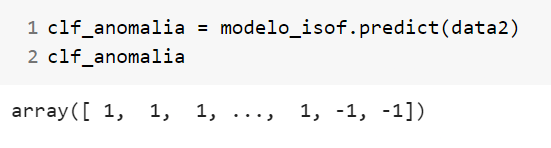 1 clf_anomalia = modelo_isof.predict(data2)
2 clf_anomalia
array([ 1,  1,  1, ...,  1, -1, -1])